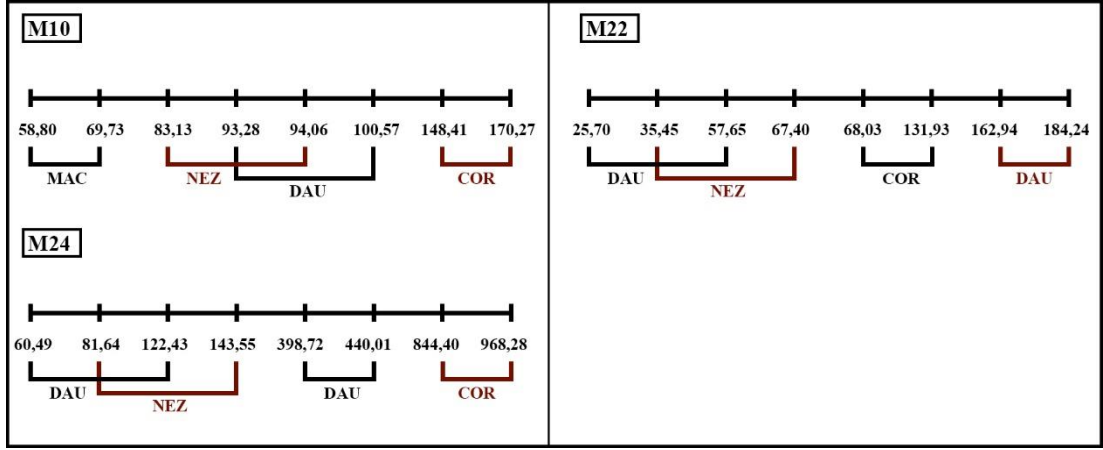 M10
58,80 69,73 83,13 93,28 94,06 100,57 148,41 170,27
MAC NEZ DAU COR
M24
60,49 81,64 122,43 143,55 398,72 440,01 844,40 968,28
DAU NEZ DAU COR
M22
25,70 35,45 57,65 67,40 68,03 131,93 162,94 184,24
DAU NEZ COR DAU